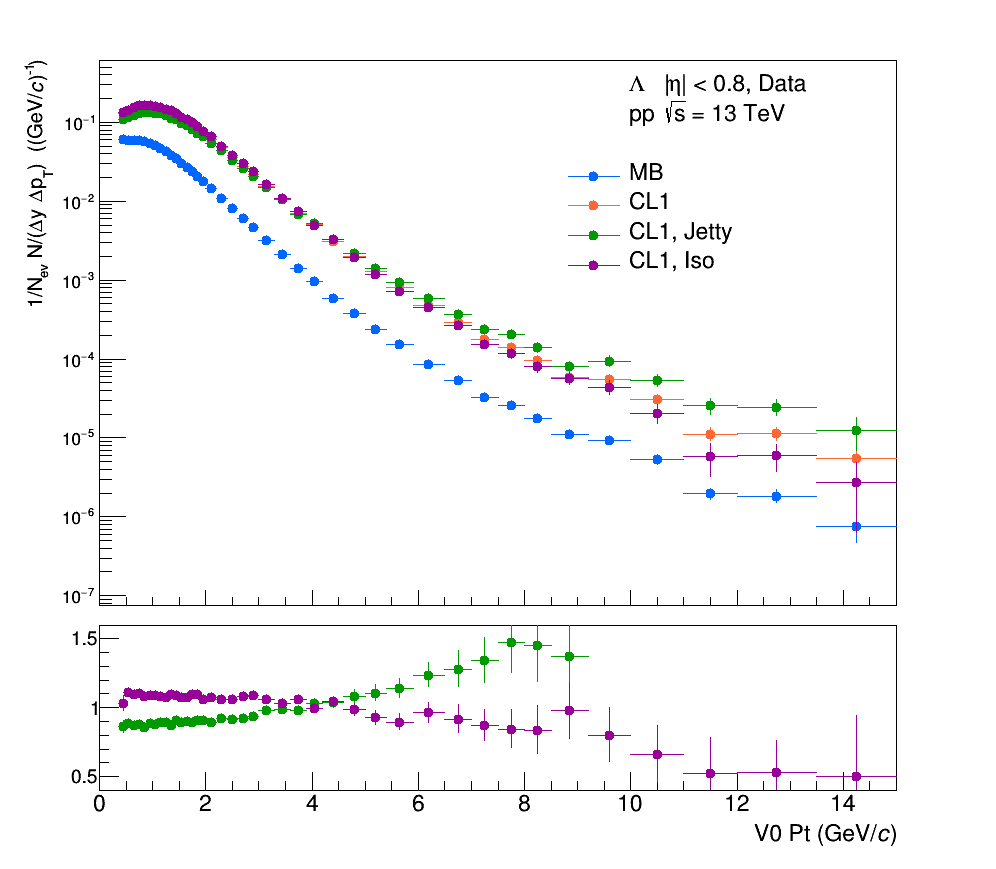 1/N_ev N/(Δy Δp_T) ((GeV/c)^-1)
Λ |η| < 0.8, Data
pp √s = 13 TeV
MB
CL1
CL1, Jetty
CL1, Iso
10^-1
10^-2
10^-3
10^-4
10^-5
10^-6
10^-7
1.5
1
0.5
0 2 4 6 8 10 12 14
V0 Pt (GeV/c)